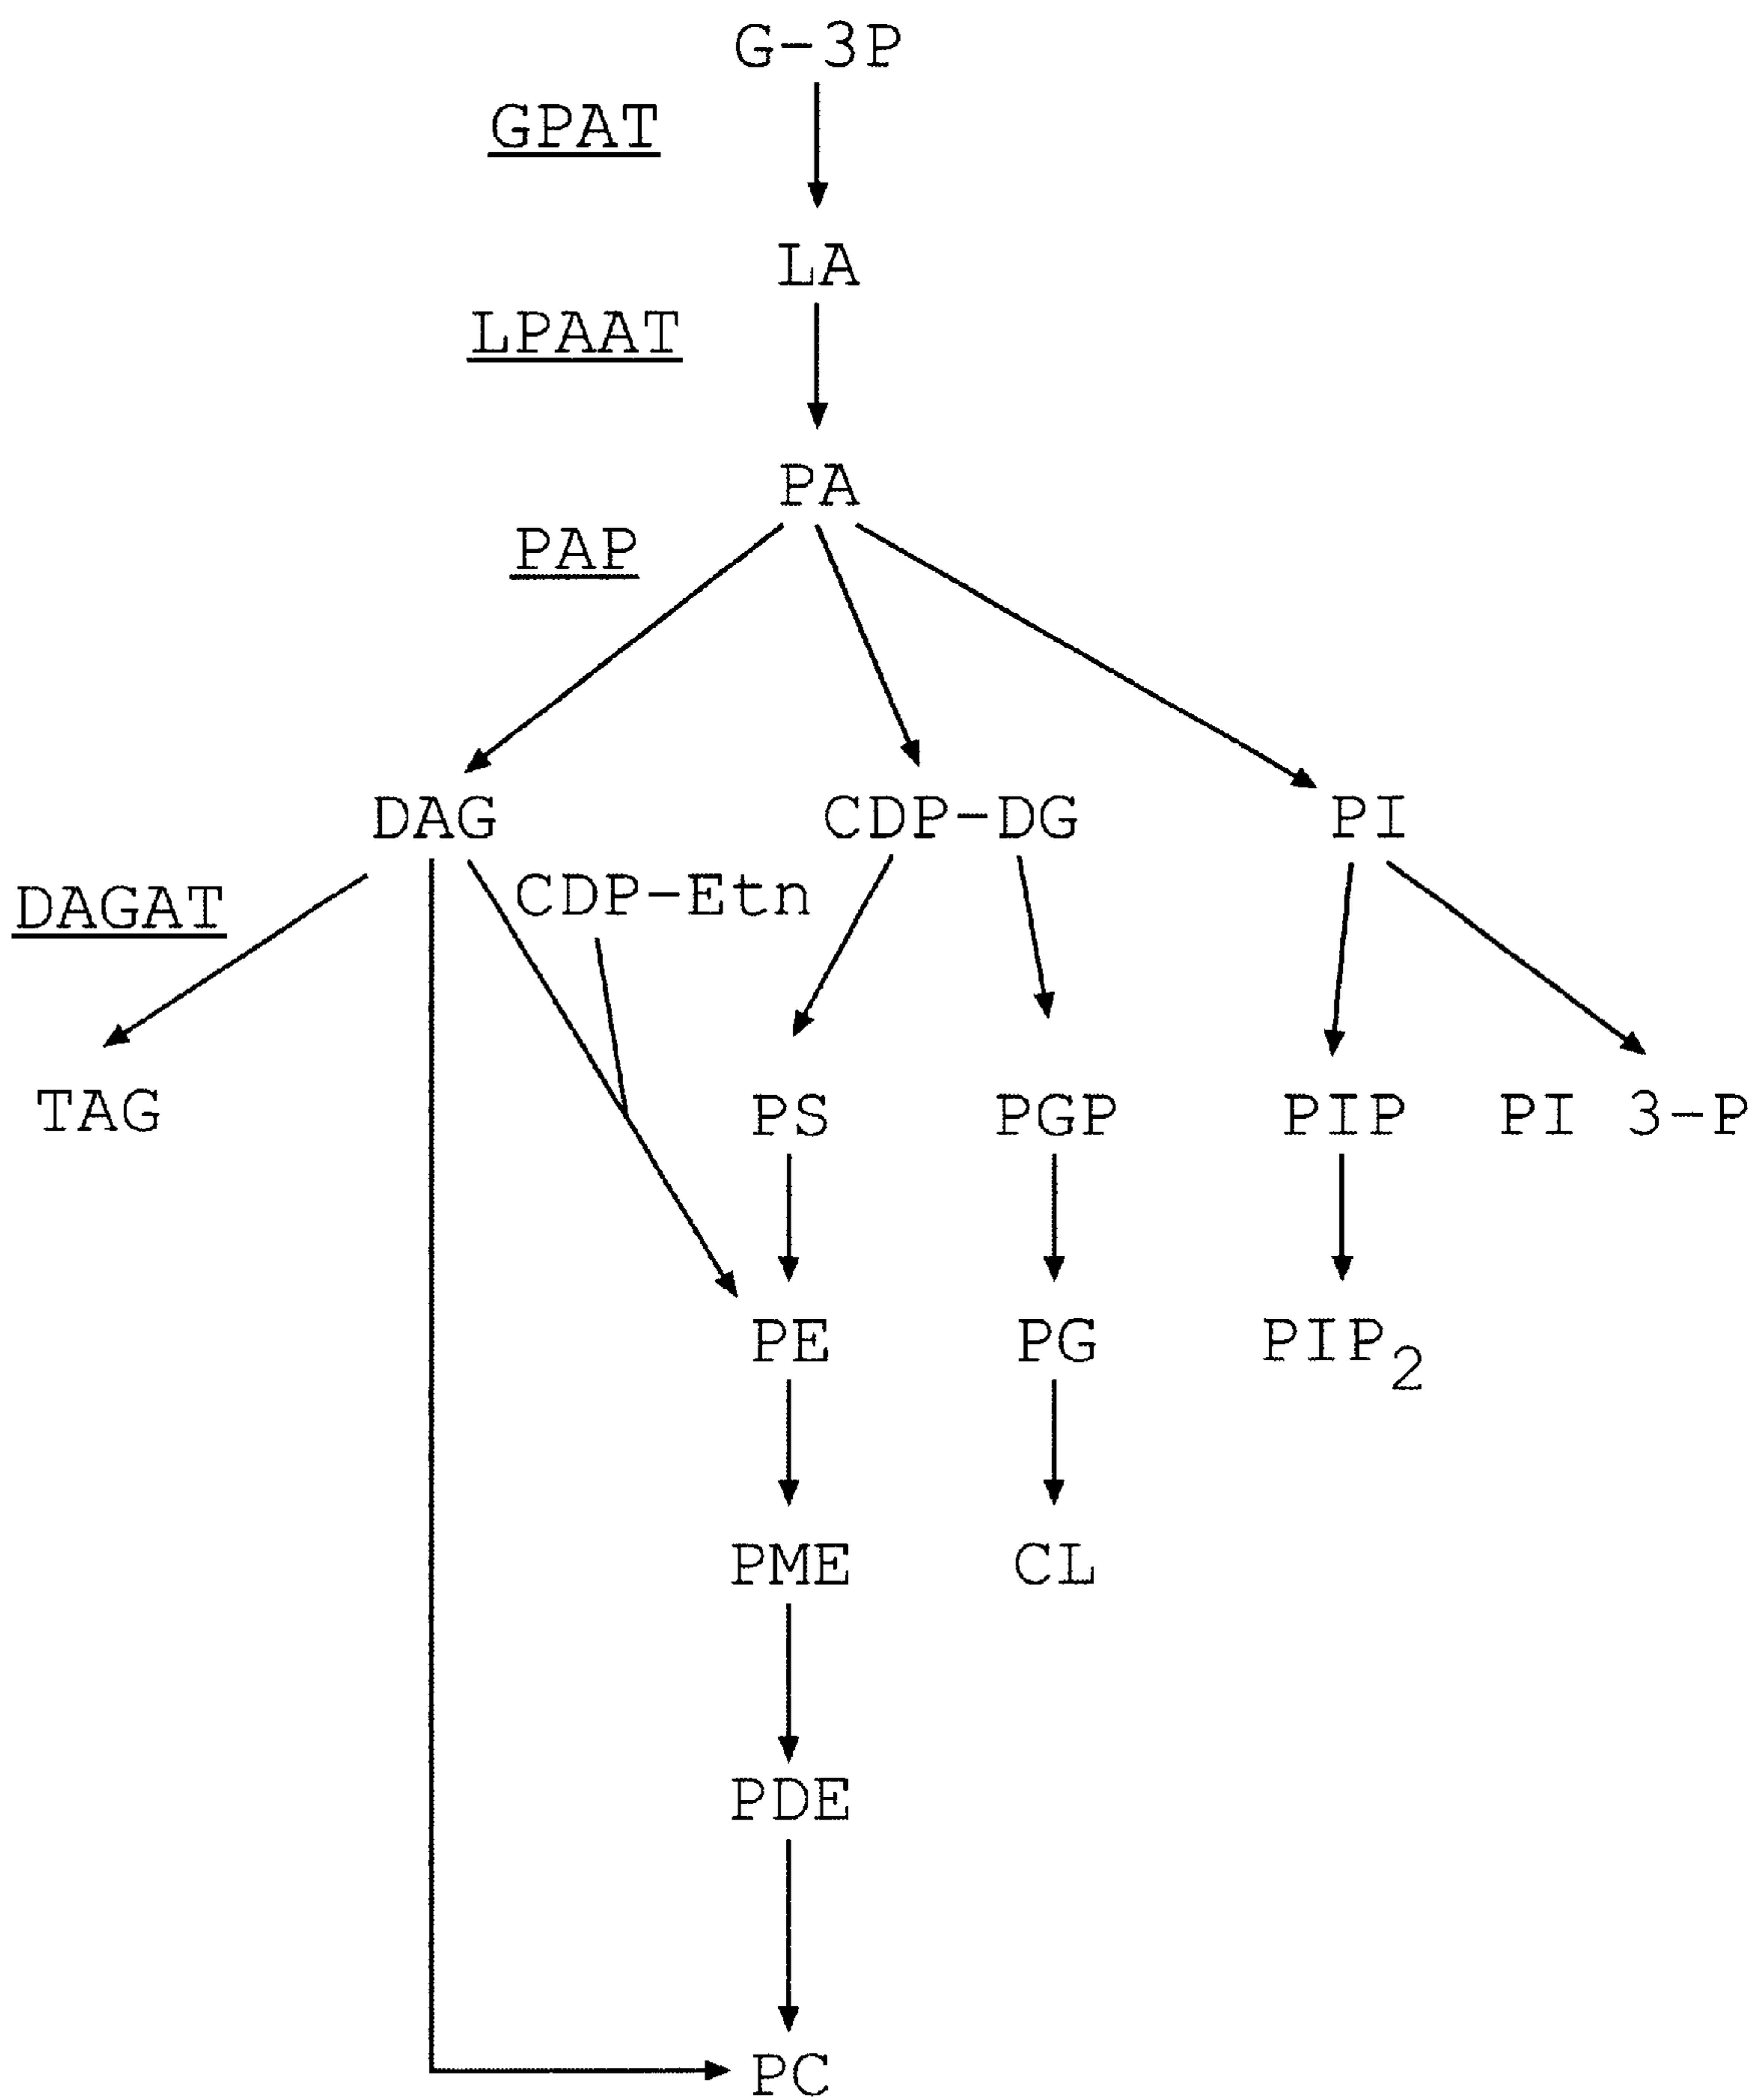 G-3P
GPAT
LA
LPAAT
PA
PAP
DAG CDP-DG PI
CDP-Etn
DAGAT
TAG PS PGP PIP PI 3-P
PE PG PIP2
PME CL
PDE
PC